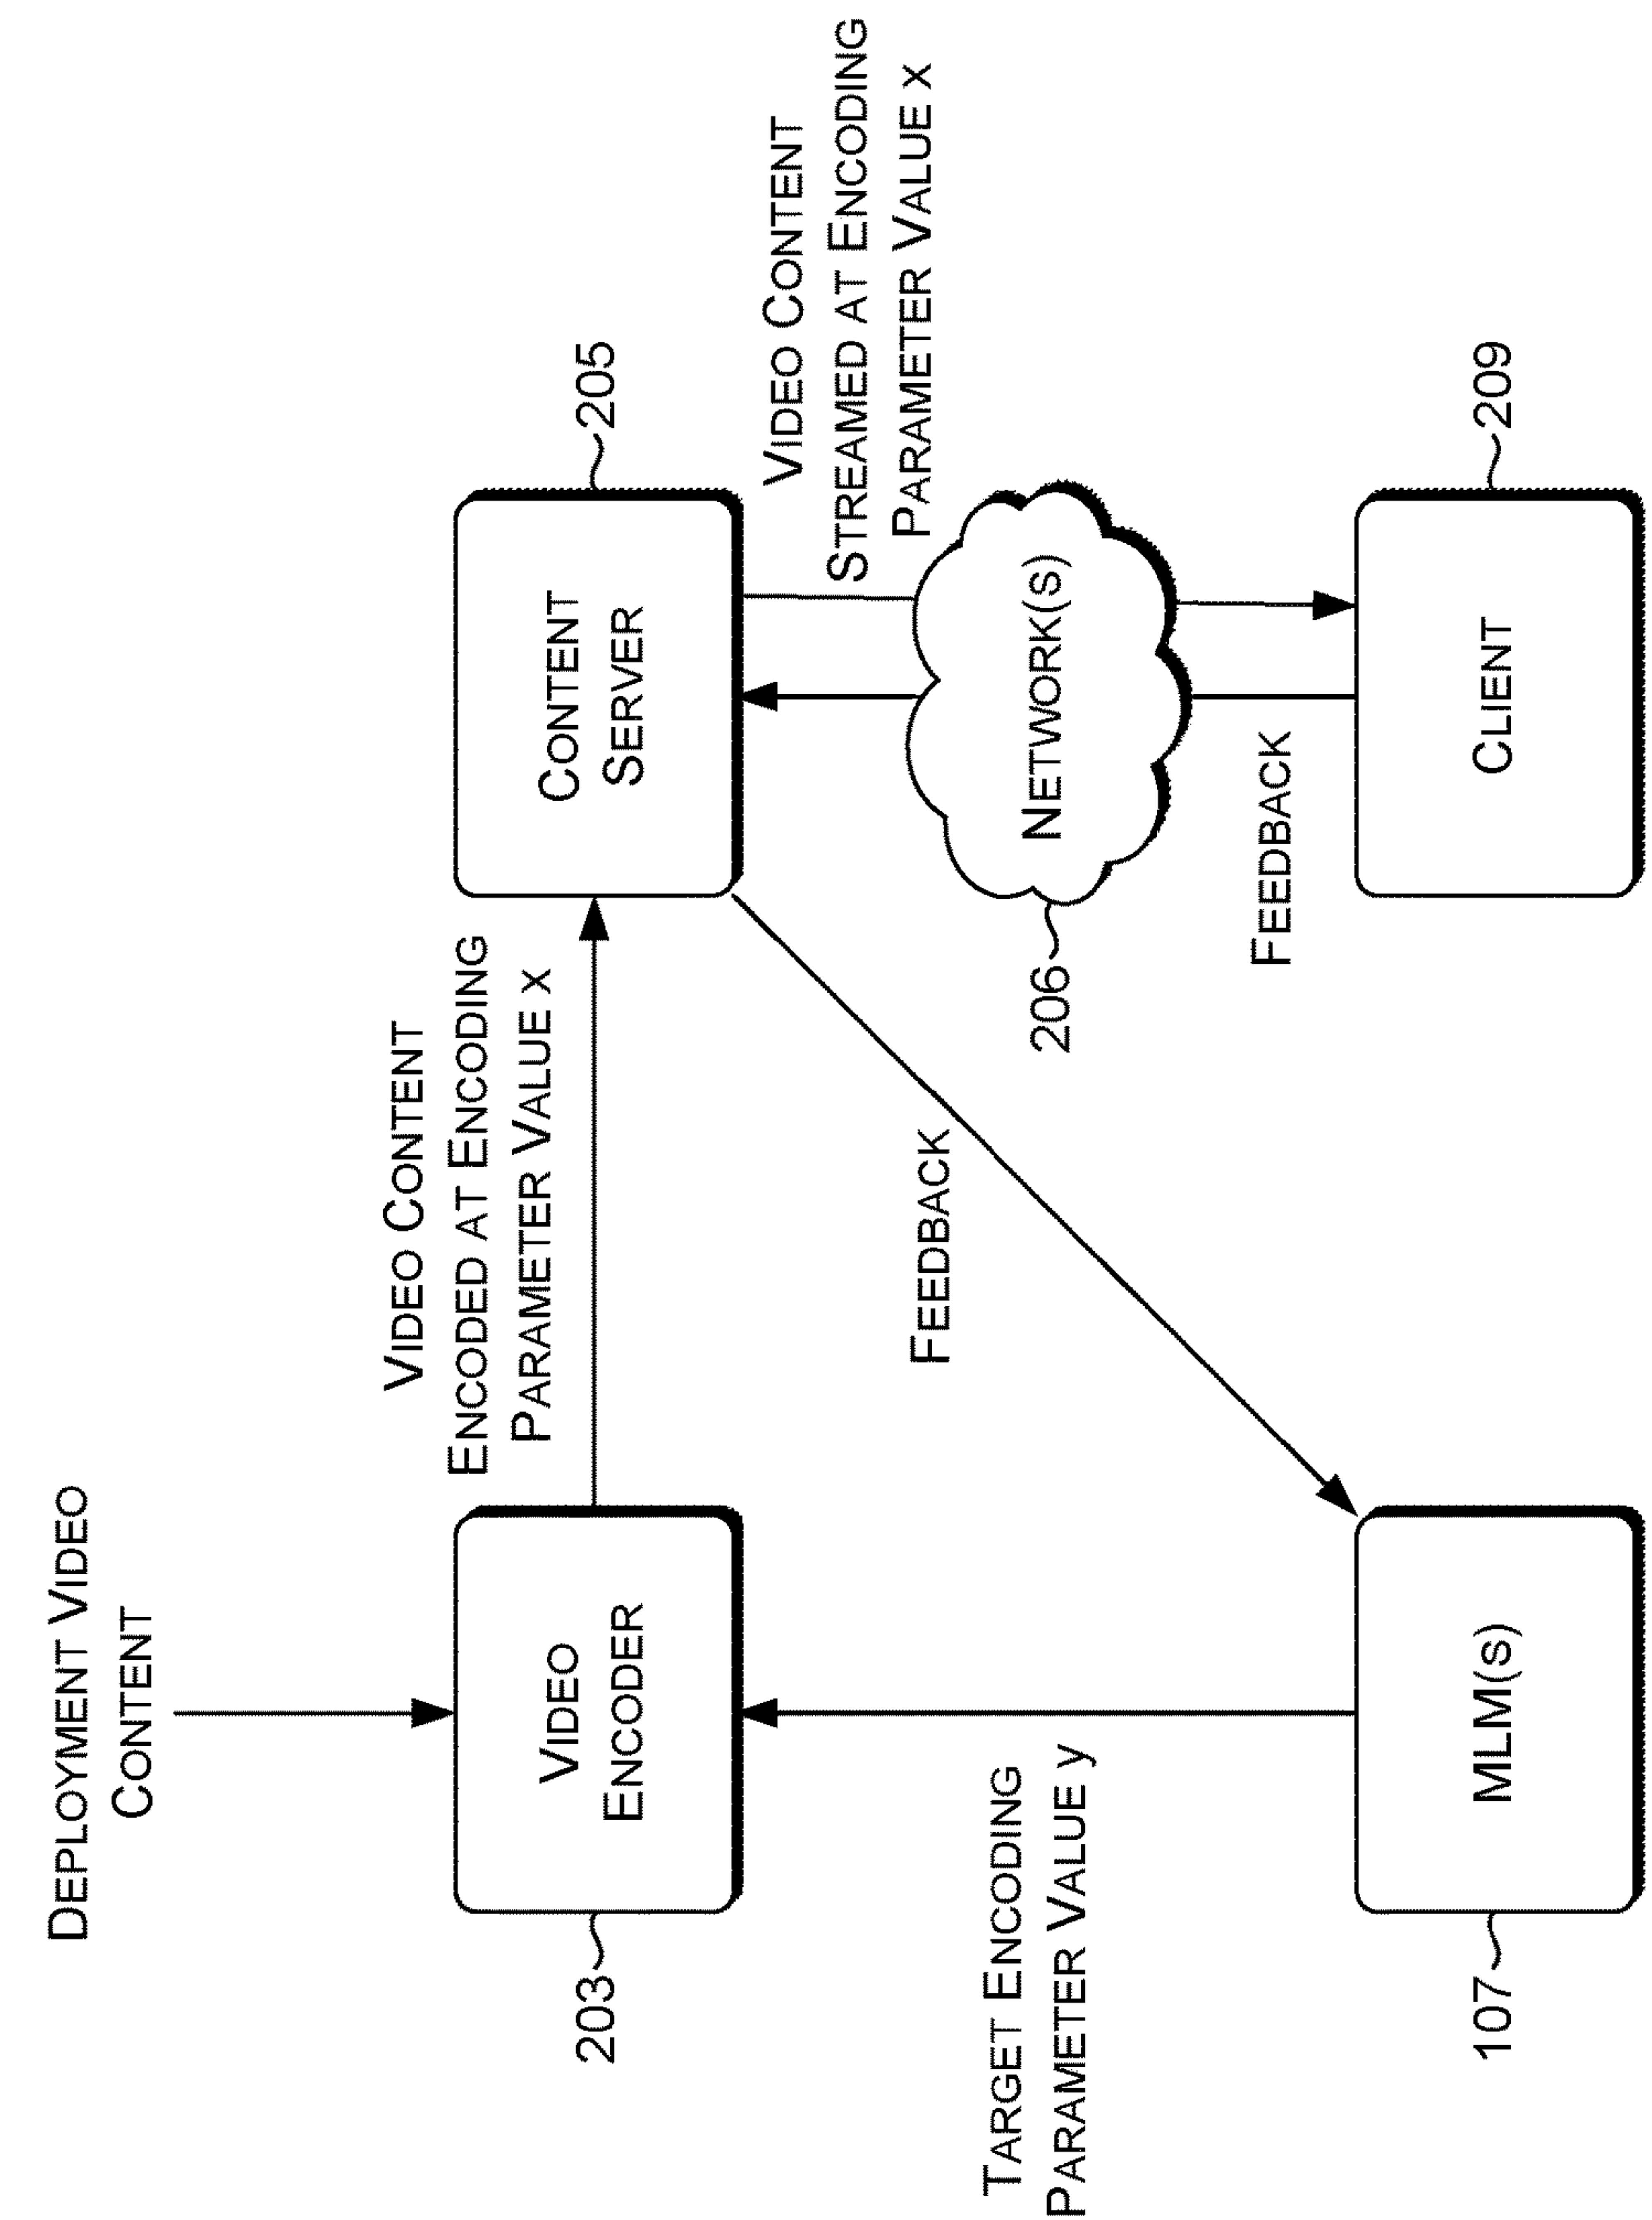 DEPLOYMENT VIDEO
CONTENT
203
VIDEO
ENCODER
VIDEO CONTENT
ENCODED AT ENCODING
PARAMETER VALUE X
CONTENT
SERVER
205
VIDEO CONTENT
STREAMED AT ENCODING
PARAMETER VALUE X
TARGET ENCODING
PARAMETER VALUE y
FEEDBACK
206
NETWORK(S)
FEEDBACK
107
MLM(S)
CLIENT
209